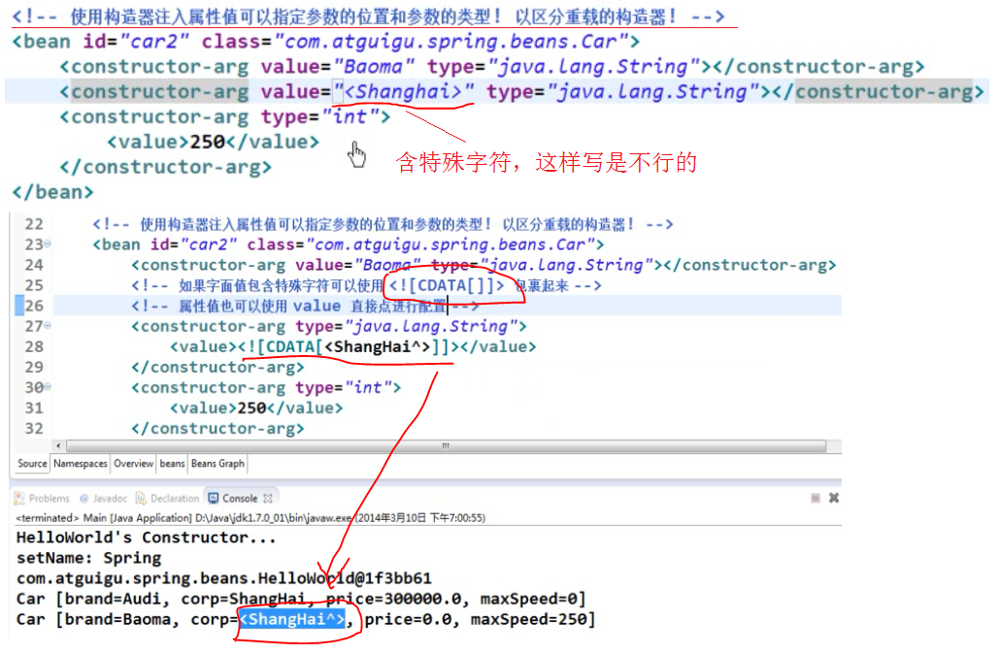 <!-- 使用构造器注入属性值可以指定参数的位置和参数的类型! 以区分重载的构造器! -->
<bean id="car2" class="com.atguigu.spring.beans.Car">
<constructor-arg value="Baoma" type="java.lang.String"></constructor-arg>
<constructor-arg value="<Shanghai>" type="java.lang.String"></constructor-arg>
<constructor-arg type="int">
<value>250</value>
含特殊字符，这样写是不行的
</constructor-arg>
</bean>
22 <!-- 使用构造器注入属性值可以指定参数的位置和参数的类型! 以区分重载的构造器! -->
23 <bean id="car2" class="com.atguigu.spring.beans.Car">
24 <constructor-arg value="Baoma" type="java.lang.String"></constructor-arg>
25 <!-- 如果字面值包含特殊字符可以使用 <![CDATA[]]> 包裹起来 -->
26 <!-- 属性值也可以使用 value 直接点进行配置 -->
27 <constructor-arg type="java.lang.String">
28 <value><![CDATA[<ShangHai^>]]></value>
29 </constructor-arg>
30 <constructor-arg type="int">
31 <value>250</value>
32 </constructor-arg>
Source Namespaces Overview beans Beans Graph
Problems @ Javadoc Declaration Console
<terminated> Main [Java Application] D:\Java\jdk1.7.0_01\bin\javaw.exe (2014年3月10日 下午7:00:55)
HelloWorld's Constructor...
setName: Spring
com.atguigu.spring.beans.HelloWorld@1f3bb61
Car [brand=Audi, corp=ShangHai, price=300000.0, maxSpeed=0]
Car [brand=Baoma, corp=<ShangHai^>, price=0.0, maxSpeed=250]